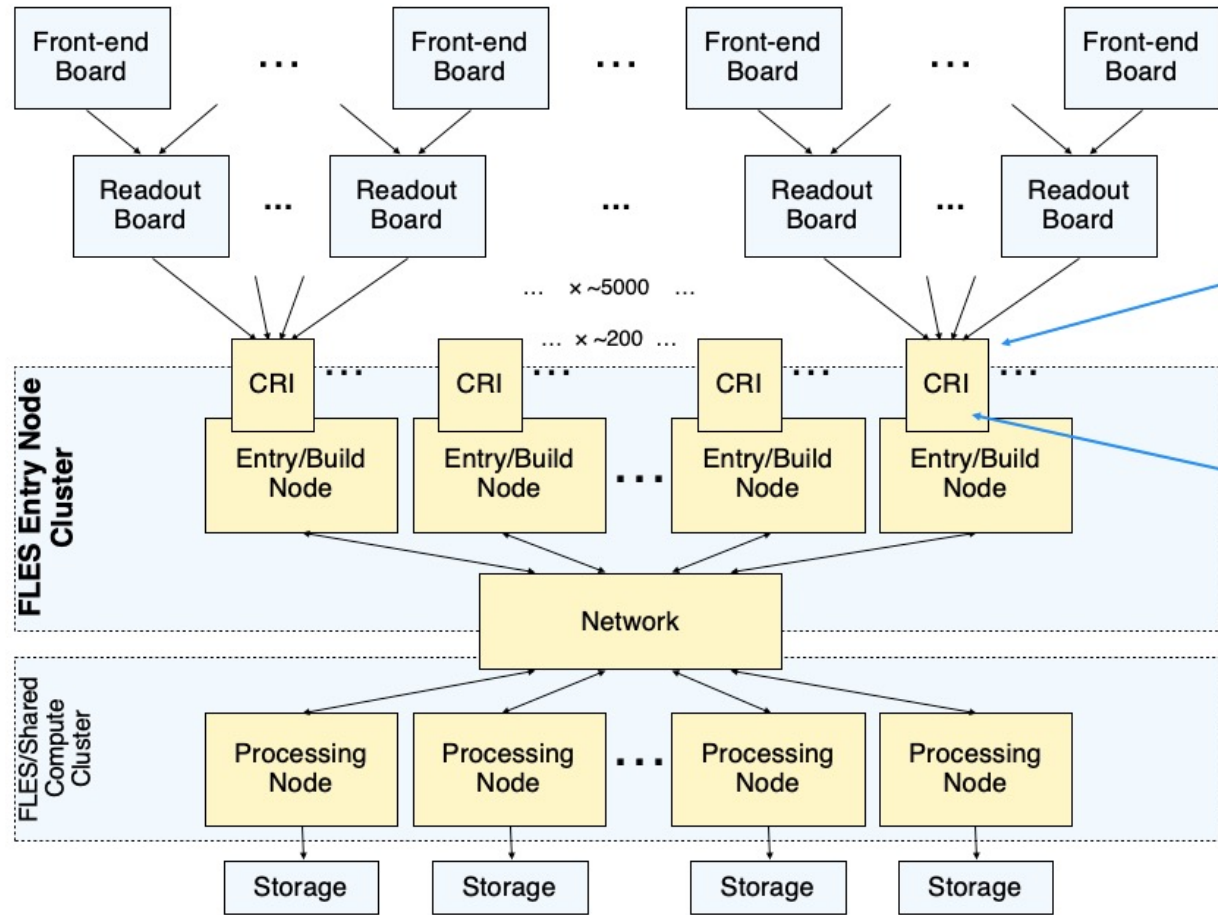 Front-end
Board
...
Front-end
Board
...
Front-end
Board
...
Front-end
Board
Readout
Board
...
Readout
Board
...
Readout
Board
...
Readout
Board
... × ~5000 ...
... × ~200 ...
CRI
...
CRI
...
CRI
...
CRI
...
FLES Entry Node
Cluster
Entry/Build
Node
Entry/Build
Node
...
Entry/Build
Node
Entry/Build
Node
Network
FLES/Shared
Compute
Cluster
Processing
Node
Processing
Node
...
Processing
Node
Processing
Node
Storage
Storage
Storage
Storage